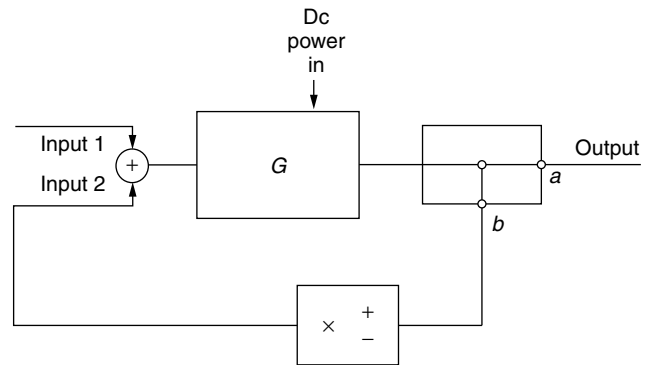 Dc
power
in
Input 1
+
G
Output
Input 2
a
b
× +
−